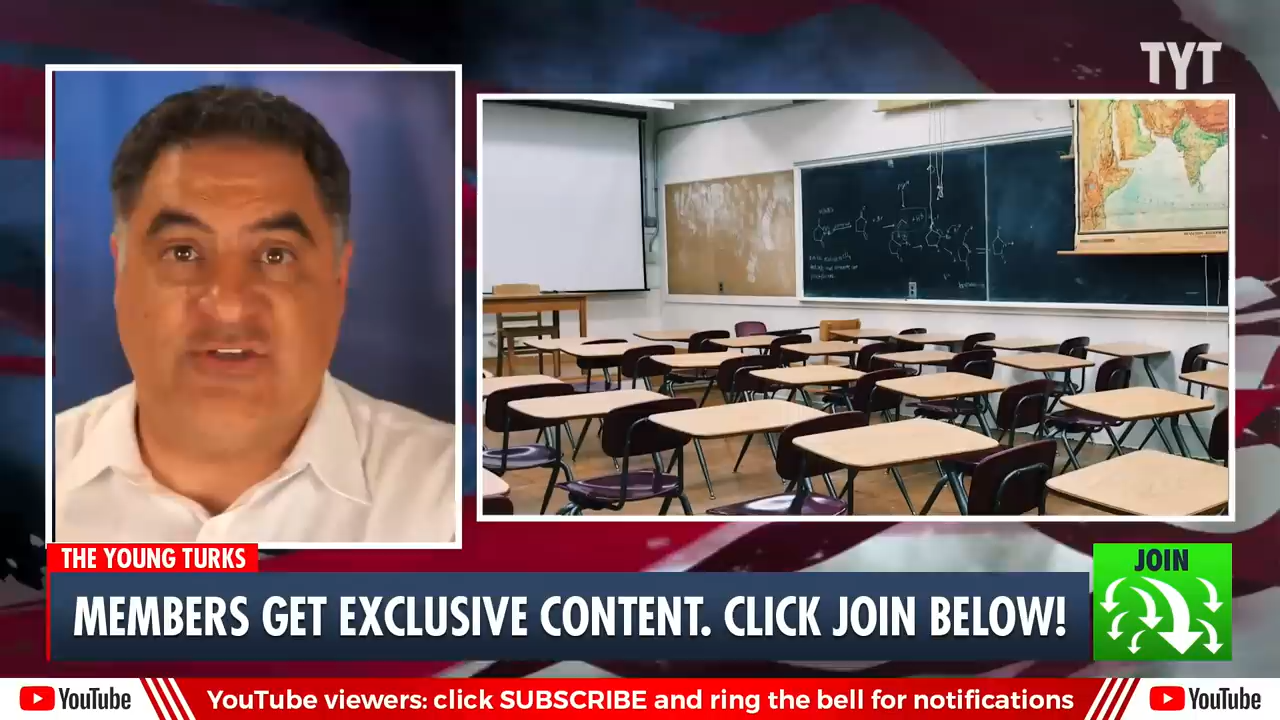 TYT
THE YOUNG TURKS
MEMBERS GET EXCLUSIVE CONTENT. CLICK JOIN BELOW!
JOIN
YouTube
YouTube viewers: click SUBSCRIBE and ring the bell for notifications
YouTube